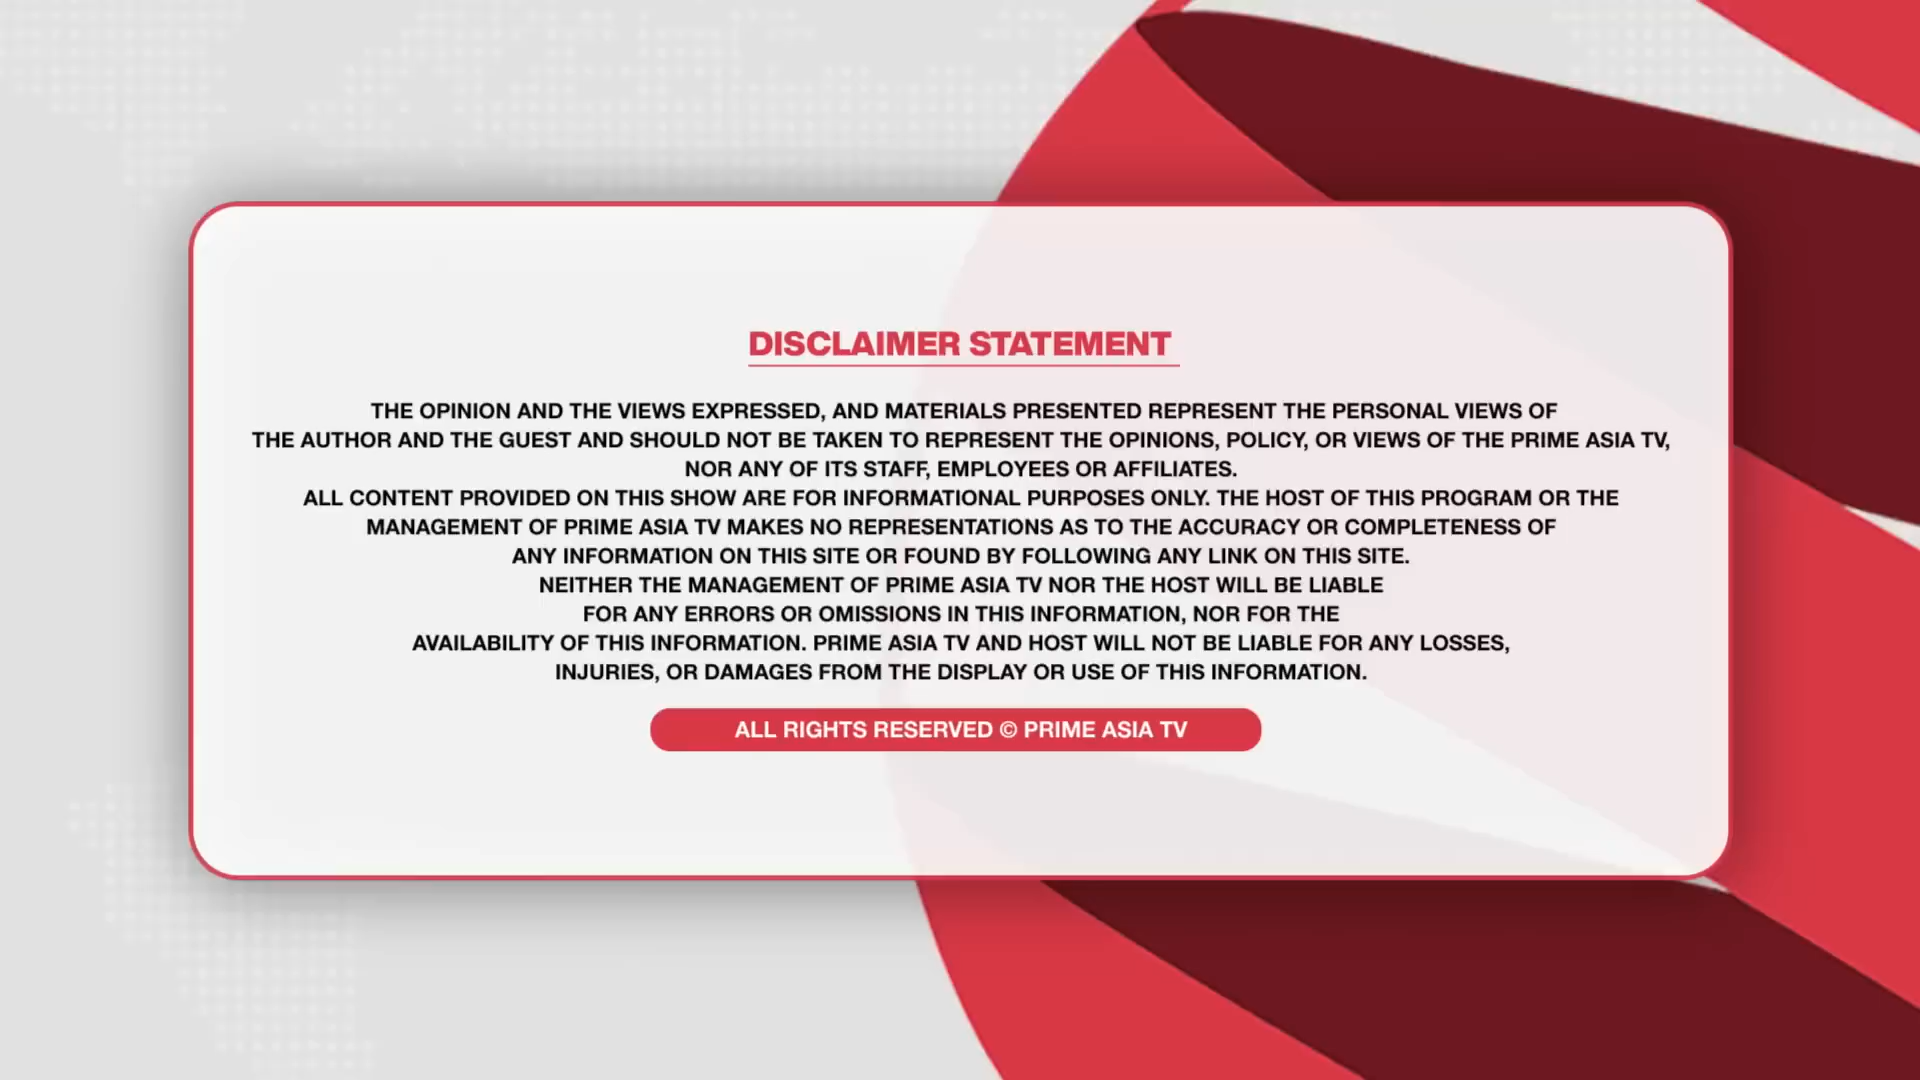 DISCLAIMER STATEMENT
THE OPINION AND THE VIEWS EXPRESSED, AND MATERIALS PRESENTED REPRESENT THE PERSONAL VIEWS OF
THE AUTHOR AND THE GUEST AND SHOULD NOT BE TAKEN TO REPRESENT THE OPINIONS, POLICY, OR VIEWS OF THE PRIME ASIA TV,
NOR ANY OF ITS STAFF, EMPLOYEES OR AFFILIATES.
ALL CONTENT PROVIDED ON THIS SHOW ARE FOR INFORMATIONAL PURPOSES ONLY. THE HOST OF THIS PROGRAM OR THE
MANAGEMENT OF PRIME ASIA TV MAKES NO REPRESENTATIONS AS TO THE ACCURACY OR COMPLETENESS OF
ANY INFORMATION ON THIS SITE OR FOUND BY FOLLOWING ANY LINK ON THIS SITE.
NEITHER THE MANAGEMENT OF PRIME ASIA TV NOR THE HOST WILL BE LIABLE
FOR ANY ERRORS OR OMISSIONS IN THIS INFORMATION, NOR FOR THE
AVAILABILITY OF THIS INFORMATION. PRIME ASIA TV AND HOST WILL NOT BE LIABLE FOR ANY LOSSES,
INJURIES, OR DAMAGES FROM THE DISPLAY OR USE OF THIS INFORMATION.
ALL RIGHTS RESERVED © PRIME ASIA TV